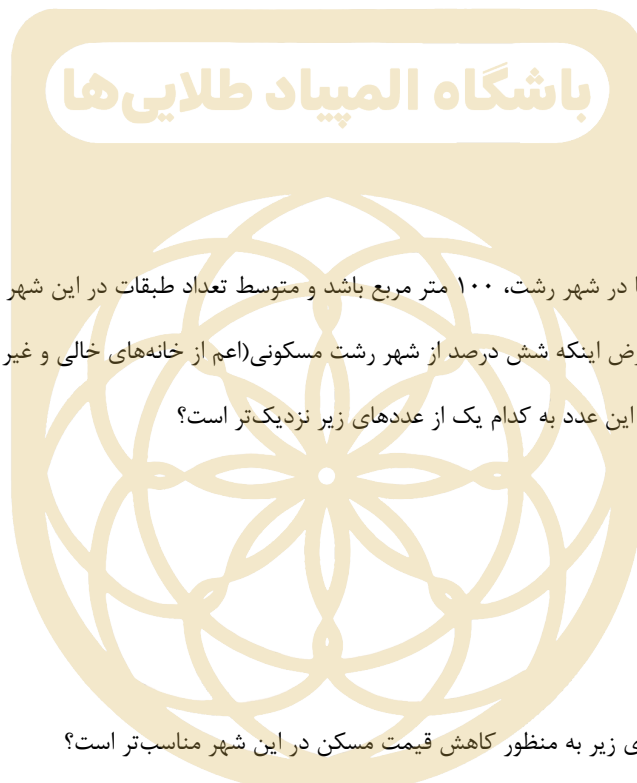 باشگاه المپیاد طلایی‌ها
در شهر رشت، ۱۰۰ متر مربع باشد و متوسط تعداد طبقات در این شهر
اینکه شش درصد از شهر رشت مسکونی(اعم از خانه‌های خالی و غیر
این عدد به کدام یک از عددهای زیر نزدیک‌تر است؟
زیر به منظور کاهش قیمت مسکن در این شهر مناسب‌تر است؟